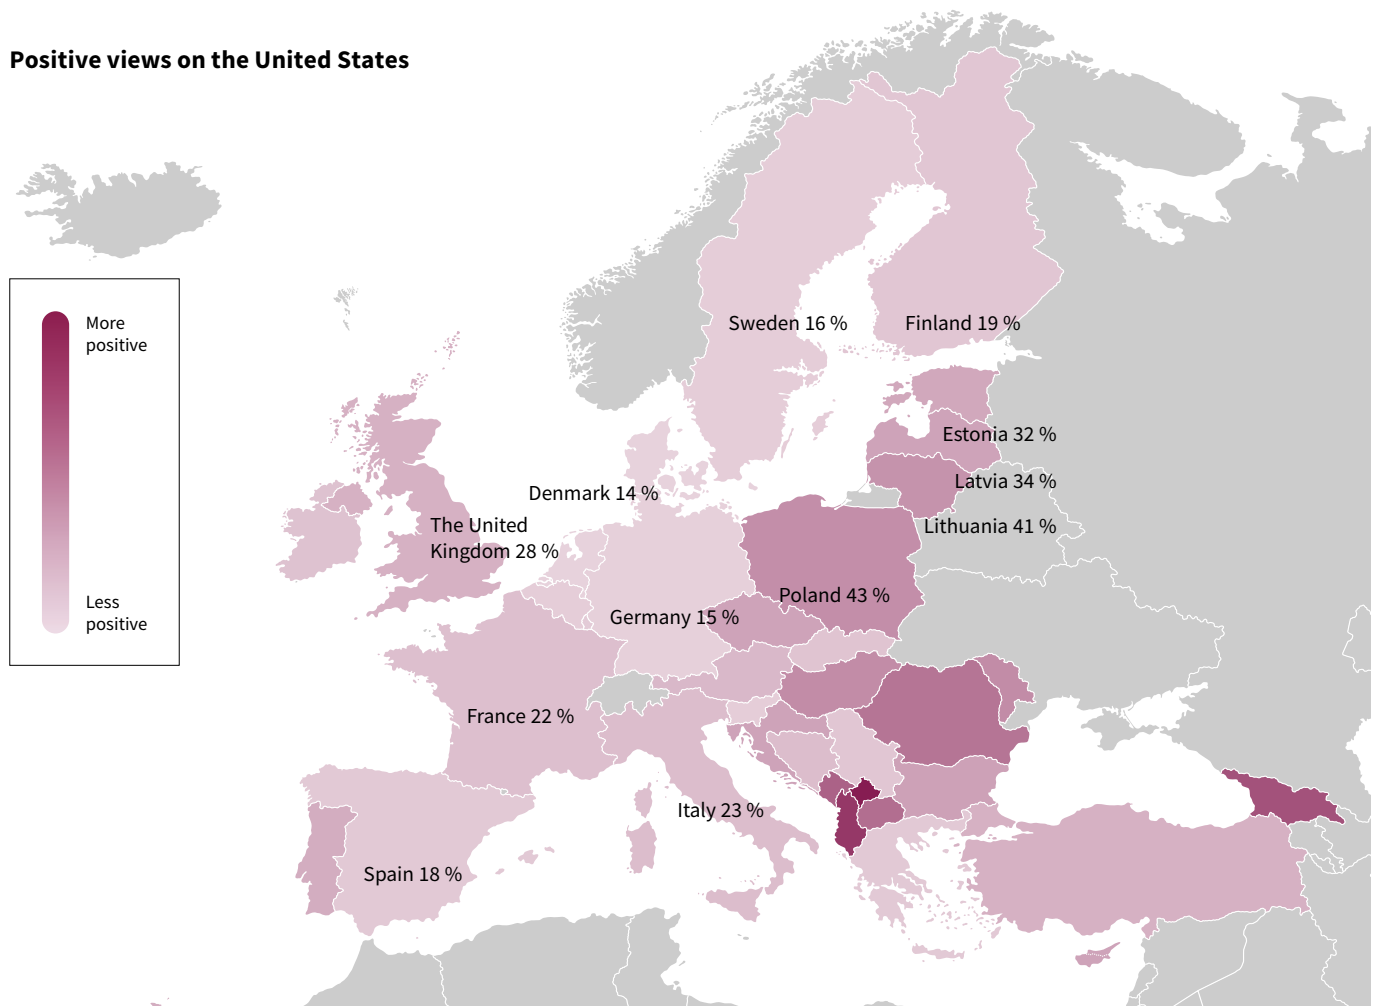 Positive views on the United States
More
positive
Less
positive
Sweden 16 %
Finland 19 %
Estonia 32 %
Latvia 34 %
Denmark 14 %
Lithuania 41 %
The United
Kingdom 28 %
Poland 43 %
Germany 15 %
France 22 %
Italy 23 %
Spain 18 %